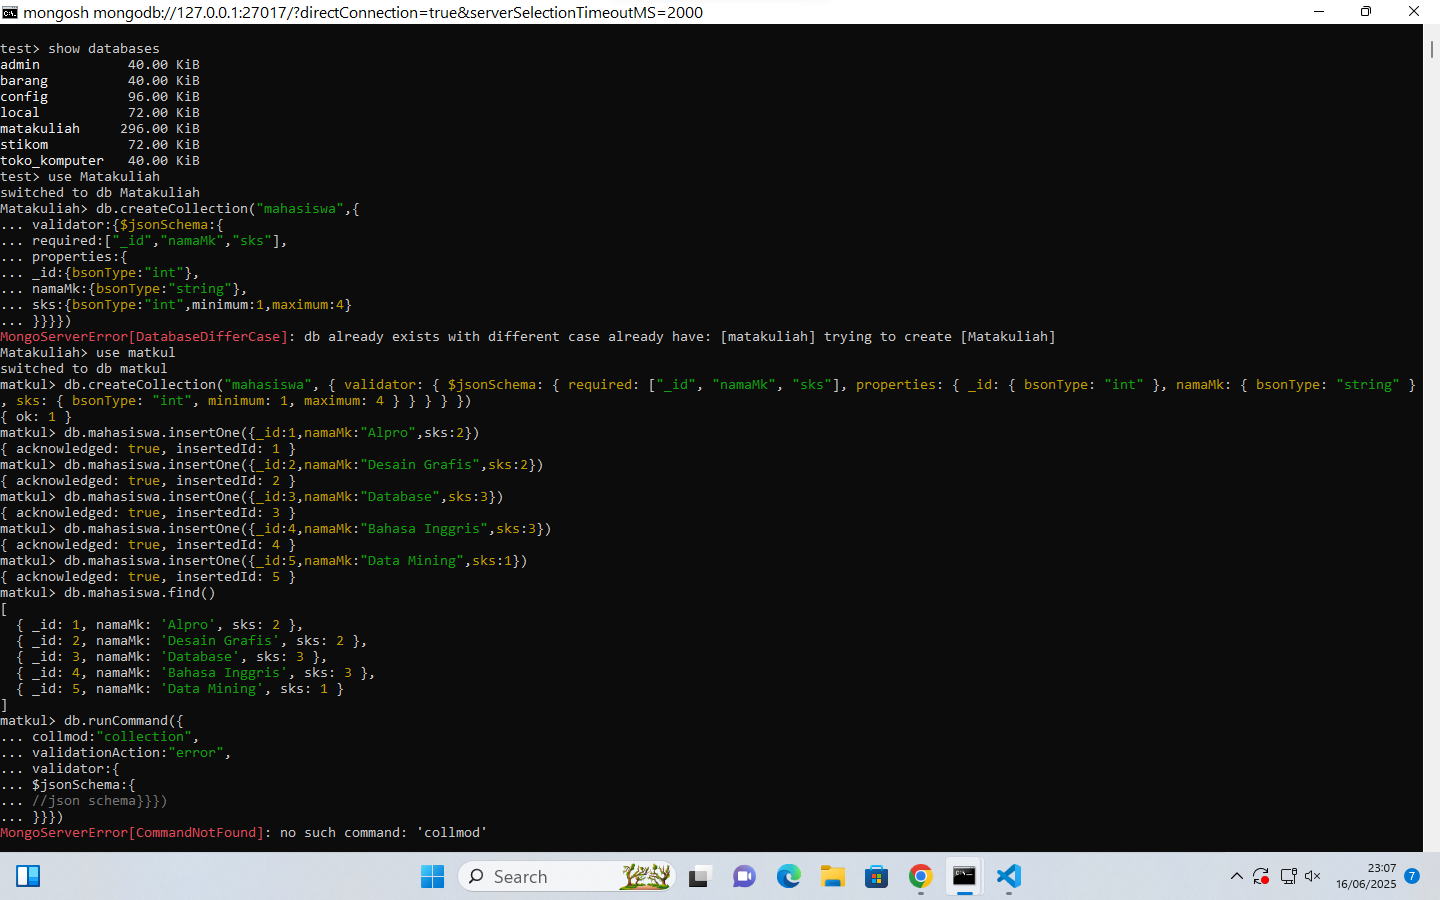 mongosh mongodb://127.0.0.1:27017/?directConnection=true&serverSelectionTimeoutMS=2000
test> show databases
admin           40.00 KiB
barang          40.00 KiB
config          96.00 KiB
local           72.00 KiB
matakuliah     296.00 KiB
stikom          72.00 KiB
toko_komputer   40.00 KiB
test> use Matakuliah
switched to db Matakuliah
Matakuliah> db.createCollection("mahasiswa",{
... validator:{$jsonSchema:{
... required:["_id","namaMk","sks"],
... properties:{
... _id:{bsonType:"int"},
... namaMk:{bsonType:"string"},
... sks:{bsonType:"int",minimum:1,maximum:4}
... }}}})
MongoServerError[DatabaseDifferCase]: db already exists with different case already have: [matakuliah] trying to create [Matakuliah]
Matakuliah> use matkul
switched to db matkul
matkul> db.createCollection("mahasiswa", { validator: { $jsonSchema: { required: ["_id", "namaMk", "sks"], properties: { _id: { bsonType: "int" }, namaMk: { bsonType: "string" }
, sks: { bsonType: "int", minimum: 1, maximum: 4 } } } } })
{ ok: 1 }
matkul> db.mahasiswa.insertOne({_id:1,namaMk:"Alpro",sks:2})
{ acknowledged: true, insertedId: 1 }
matkul> db.mahasiswa.insertOne({_id:2,namaMk:"Desain Grafis",sks:2})
{ acknowledged: true, insertedId: 2 }
matkul> db.mahasiswa.insertOne({_id:3,namaMk:"Database",sks:3})
{ acknowledged: true, insertedId: 3 }
matkul> db.mahasiswa.insertOne({_id:4,namaMk:"Bahasa Inggris",sks:3})
{ acknowledged: true, insertedId: 4 }
matkul> db.mahasiswa.insertOne({_id:5,namaMk:"Data Mining",sks:1})
{ acknowledged: true, insertedId: 5 }
matkul> db.mahasiswa.find()
[
  { _id: 1, namaMk: 'Alpro', sks: 2 },
  { _id: 2, namaMk: 'Desain Grafis', sks: 2 },
  { _id: 3, namaMk: 'Database', sks: 3 },
  { _id: 4, namaMk: 'Bahasa Inggris', sks: 3 },
  { _id: 5, namaMk: 'Data Mining', sks: 1 }
]
matkul> db.runCommand({
... collmod:"collection",
... validationAction:"error",
... validator:{
... $jsonSchema:{
... //json schema}}})
... }}})
MongoServerError[CommandNotFound]: no such command: 'collmod'
Search
23:07
16/06/2025
7